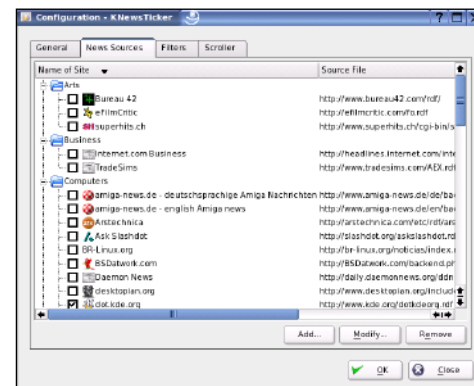 Configuration - KNewsTicker
General News Sources Filters Scroller
Name of Site Source File
Arts
Bureau 42 http://www.bureau42.com/rdf/
eFilmCritic http://efilmcritic.com/fo.rdf
superhits.ch http://www.superhits.ch/cgi-bin/s
Business
Internet.com Business http://headlines.internet.com/inte
TradeSims http://www.tradesims.com/AEX.rdf
Computers
amiga-news.de - deutschsprachige Amiga Nachrichten http://www.amiga-news.de/de/ba
amiga-news.de - english Amiga news http://www.amiga-news.de/en/ba
Arstechnica http://arstechnica.com/etc/rdf/ars
Ask Slashdot http://slashdot.org/askslashdot.rd
BR-Linux.org http://br-linux.org/noticias/index.r
BSDatwork.com http://BSDatwork.com/backend.ph
Daemon News http://daily.daemonnews.org/ddn
desktopian.org http://www.desktopian.org/includ
dot.kde.org http://www.kde.org/dotkdeorg.rdf
Add... Modify... Remove
OK Close